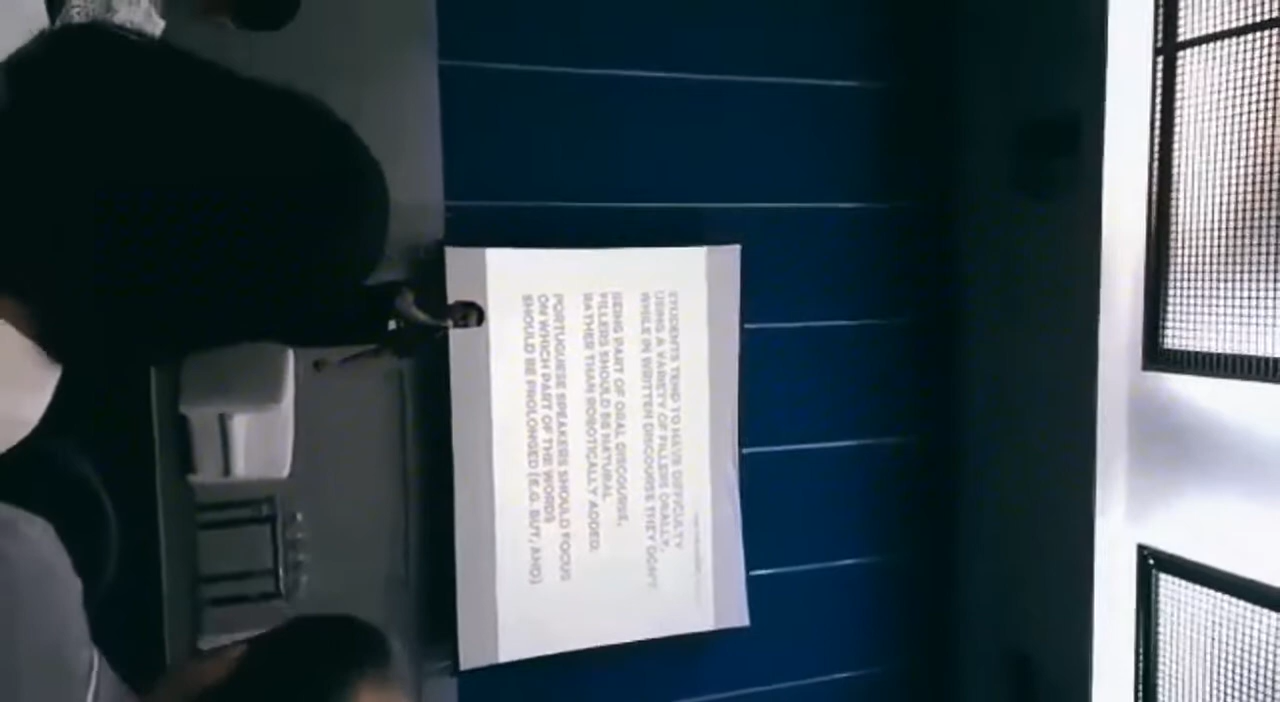 STUDENTS TEND TO HAVE DIFFICULTY
USING A VARIETY OF FILLERS ORALLY,
WHILE IN WRITTEN DISCOURSE THEY DON'T
BEING PART OF ORAL DISCOURSE,
FILLERS SHOULD BE NATURAL
RATHER THAN ROBOTICALLY ADDED.
PORTUGUESE SPEAKERS SHOULD FOCUS
ON WHICH PART OF THE WORDS
SHOULD BE PROLONGED (E.G. BUT, AND)